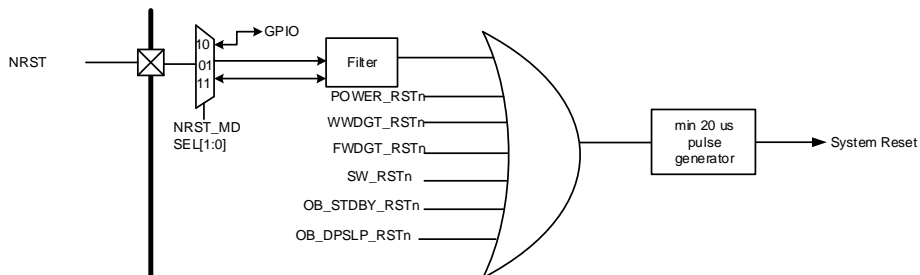 GPIO
10
NRST
01
Filter
11
POWER_RSTn
NRST_MD
SEL[1:0]
WWDGT_RSTn
FWDGT_RSTn
SW_RSTn
OB_STDBY_RSTn
OB_DPSLP_RSTn
min 20 us
pulse
generator
System Reset